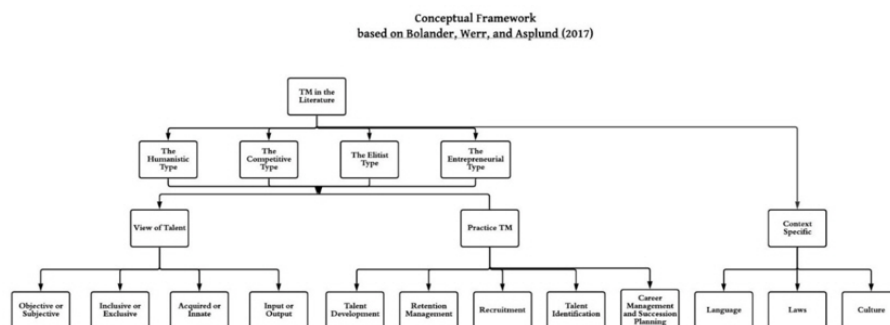 Conceptual Framework
based on Bolander, Werr, and Asplund (2017)
TM in the
Literature
The
Humanistic
Type
The
Competitive
Type
The Elitist
Type
The
Entrepreneurial
Type
View of Talent
Practice TM
Context
Specific
Objective or
Subjective
Inclusive or
Exclusive
Acquired or
Innate
Input or
Output
Talent
Development
Retention
Management
Recruitment
Talent
Identification
Career
Management
and Succession
Planning
Language
Laws
Culture